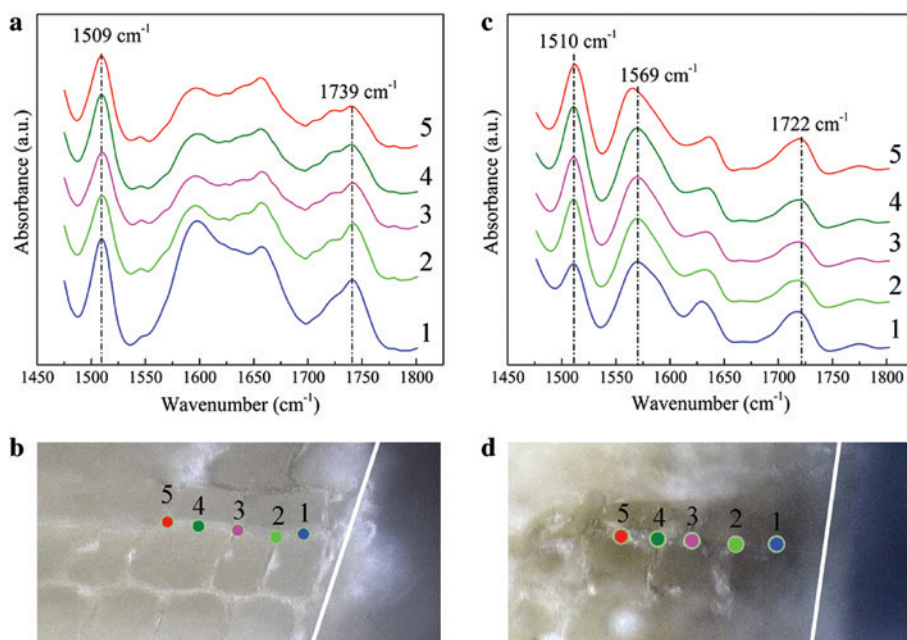 a
1509 cm⁻¹
1739 cm⁻¹
5
4
3
2
1
Absorbance (a.u.)
1450 1500 1550 1600 1650 1700 1750 1800
Wavenumber (cm⁻¹)
c
1510 cm⁻¹
1569 cm⁻¹
1722 cm⁻¹
5
4
3
2
1
Absorbance (a.u.)
1450 1500 1550 1600 1650 1700 1750 1800
Wavenumber (cm⁻¹)
b
5 4 3 2 1
d
5 4 3 2 1